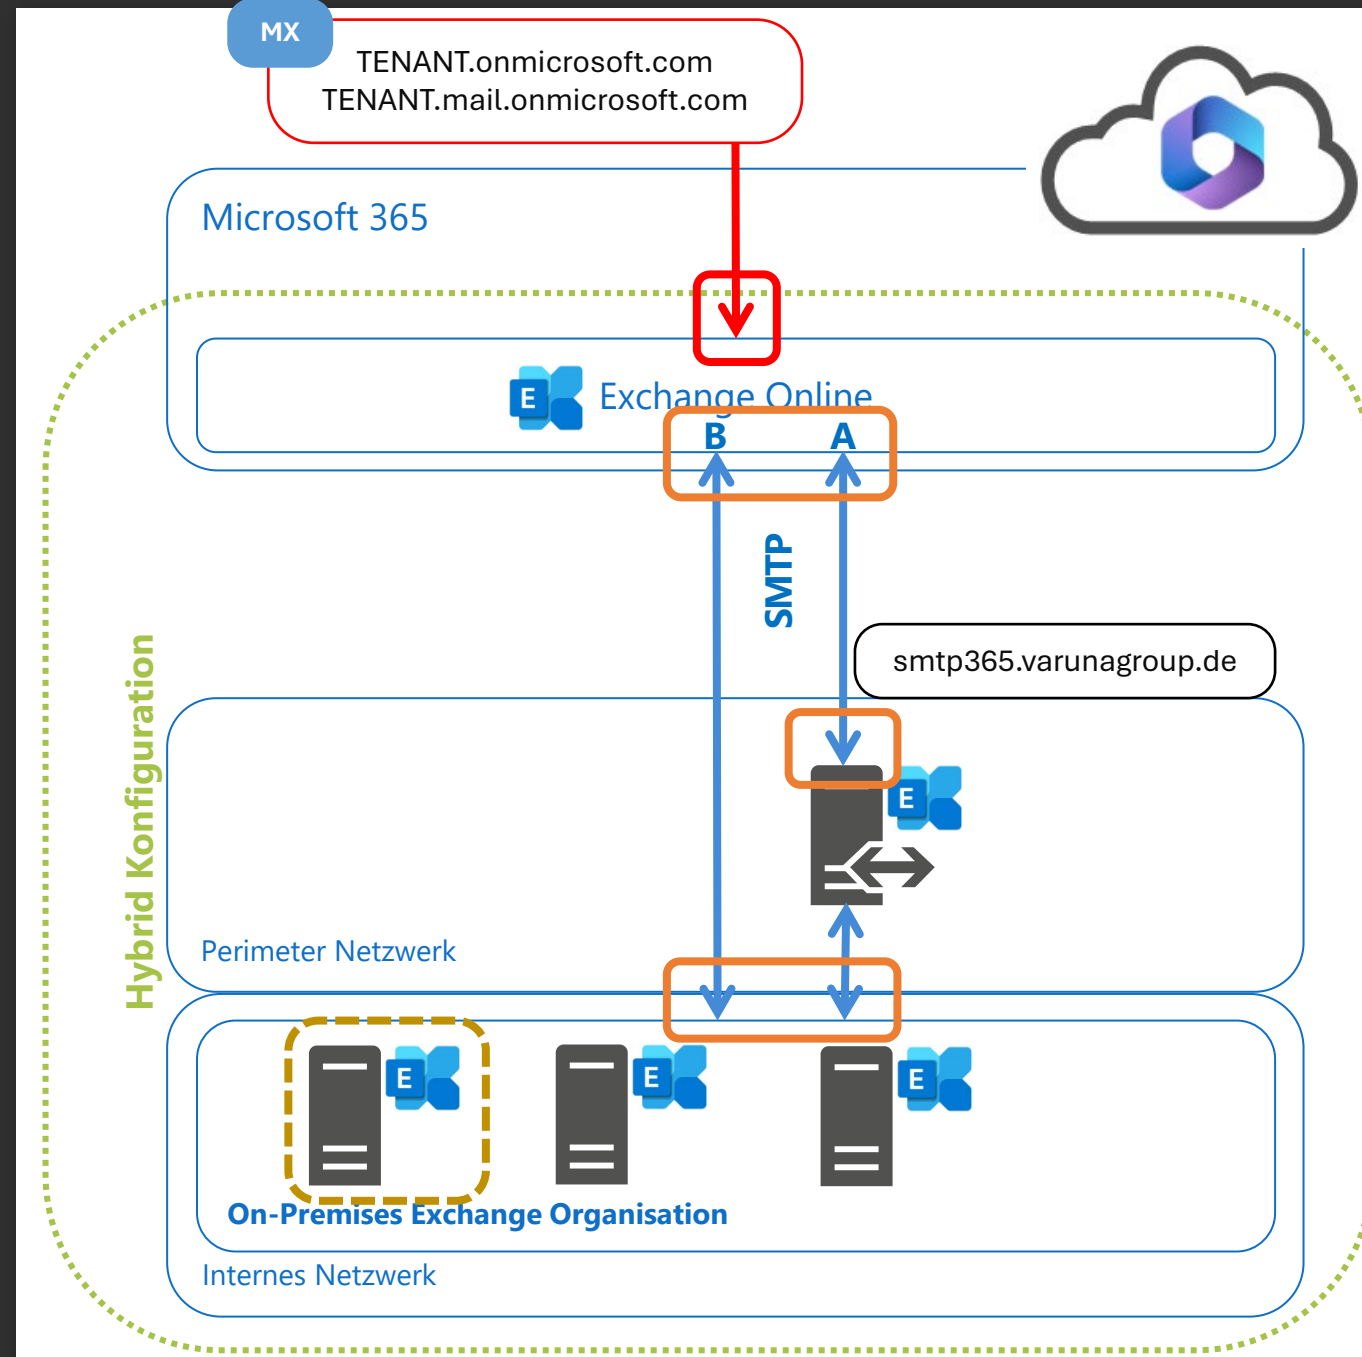 MX
TENANT.onmicrosoft.com
TENANT.mail.onmicrosoft.com
Microsoft 365
E
Exchange Online
B
A
SMTP
smtp365.varunagroup.de
Hybrid Konfiguration
E
Perimeter Netzwerk
E
E
E
On-Premises Exchange Organisation
Internes Netzwerk